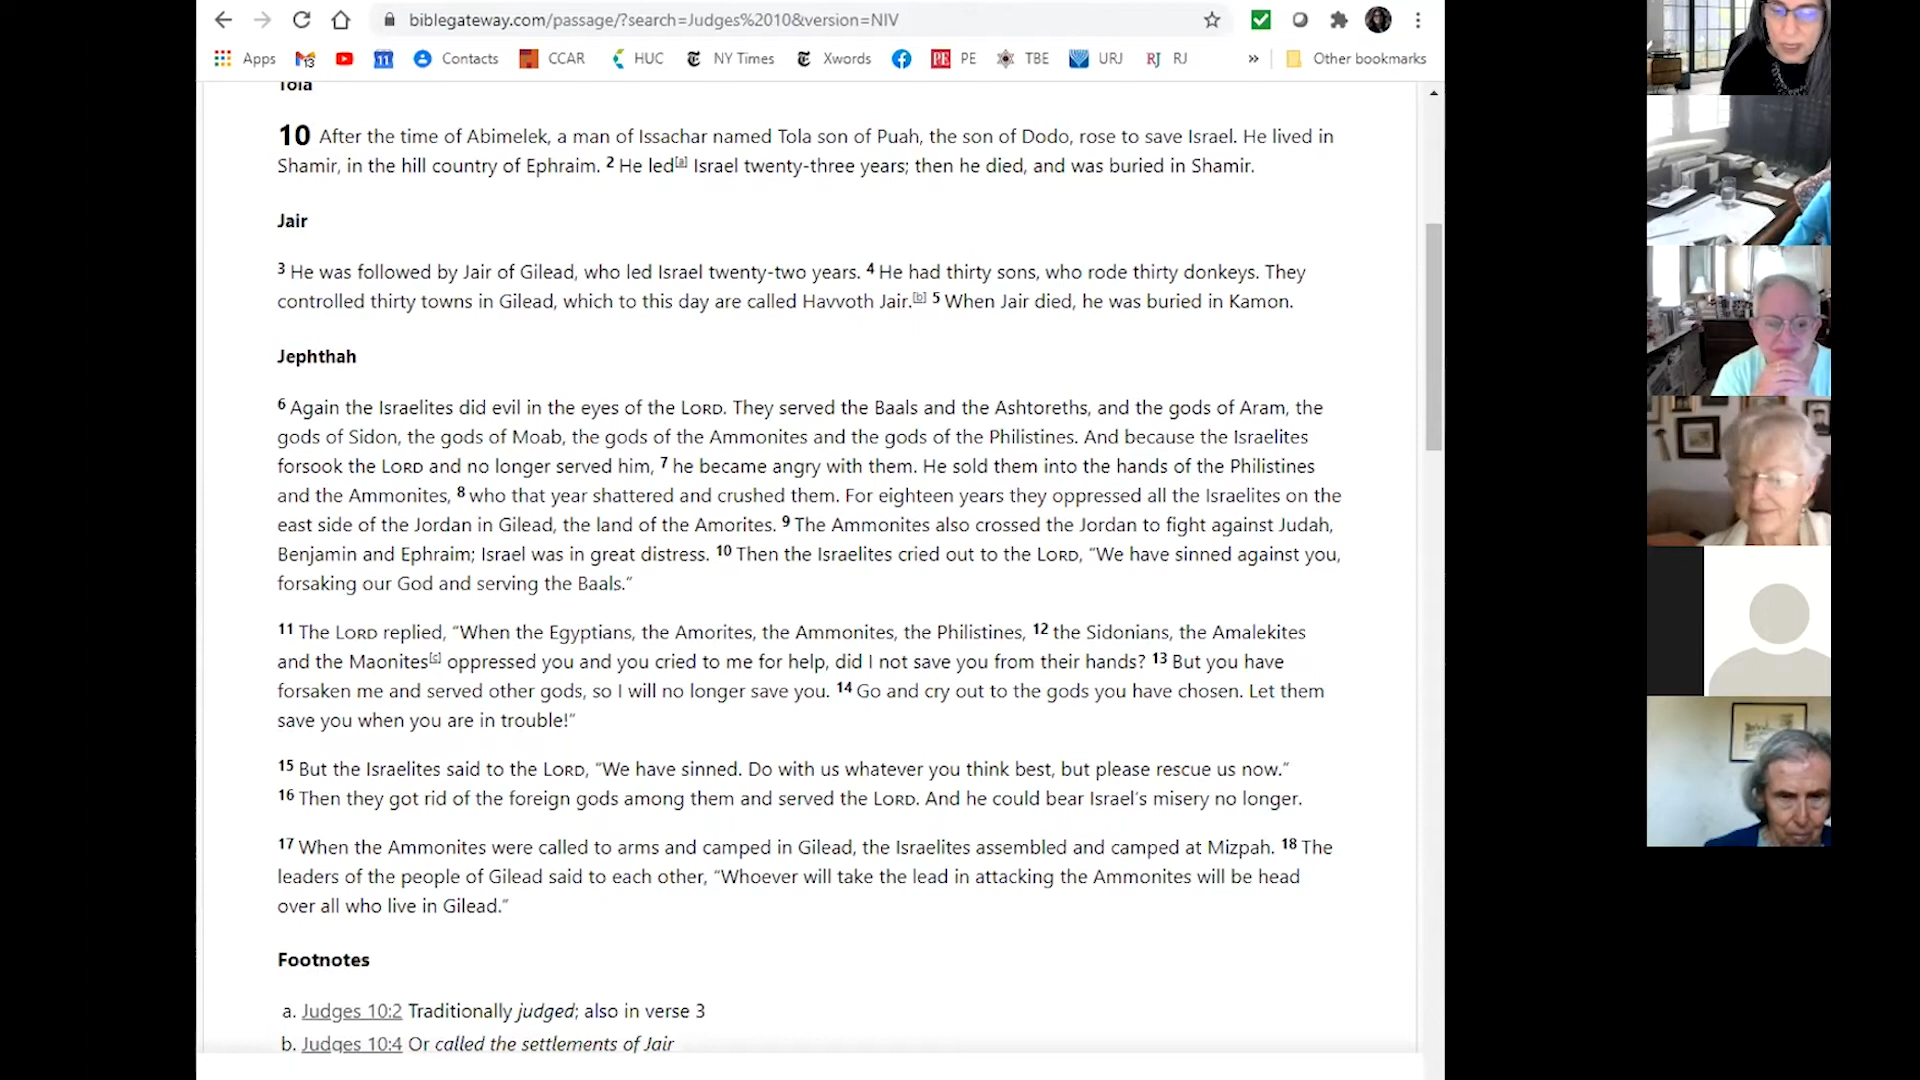 biblegateway.com/passage/?search=Judges%2010&version=NIV
Apps 13 11 Contacts CCAR HUC NY Times Xwords PE PE TBE URJ RJ RJ » Other bookmarks
Tola
10 After the time of Abimelek, a man of Issachar named Tola son of Puah, the son of Dodo, rose to save Israel. He lived in
Shamir, in the hill country of Ephraim. 2 He led[a] Israel twenty-three years; then he died, and was buried in Shamir.
Jair
3 He was followed by Jair of Gilead, who led Israel twenty-two years. 4 He had thirty sons, who rode thirty donkeys. They
controlled thirty towns in Gilead, which to this day are called Havvoth Jair.[b] 5 When Jair died, he was buried in Kamon.
Jephthah
6 Again the Israelites did evil in the eyes of the LORD. They served the Baals and the Ashtoreths, and the gods of Aram, the
gods of Sidon, the gods of Moab, the gods of the Ammonites and the gods of the Philistines. And because the Israelites
forsook the LORD and no longer served him, 7 he became angry with them. He sold them into the hands of the Philistines
and the Ammonites, 8 who that year shattered and crushed them. For eighteen years they oppressed all the Israelites on the
east side of the Jordan in Gilead, the land of the Amorites. 9 The Ammonites also crossed the Jordan to fight against Judah,
Benjamin and Ephraim; Israel was in great distress. 10 Then the Israelites cried out to the LORD, “We have sinned against you,
forsaking our God and serving the Baals.”
11 The LORD replied, “When the Egyptians, the Amorites, the Ammonites, the Philistines, 12 the Sidonians, the Amalekites
and the Maonites[c] oppressed you and you cried to me for help, did I not save you from their hands? 13 But you have
forsaken me and served other gods, so I will no longer save you. 14 Go and cry out to the gods you have chosen. Let them
save you when you are in trouble!”
15 But the Israelites said to the LORD, “We have sinned. Do with us whatever you think best, but please rescue us now.”
16 Then they got rid of the foreign gods among them and served the LORD. And he could bear Israel’s misery no longer.
17 When the Ammonites were called to arms and camped in Gilead, the Israelites assembled and camped at Mizpah. 18 The
leaders of the people of Gilead said to each other, “Whoever will take the lead in attacking the Ammonites will be head
over all who live in Gilead.”
Footnotes
a. Judges 10:2 Traditionally judged; also in verse 3
b. Judges 10:4 Or called the settlements of Jair